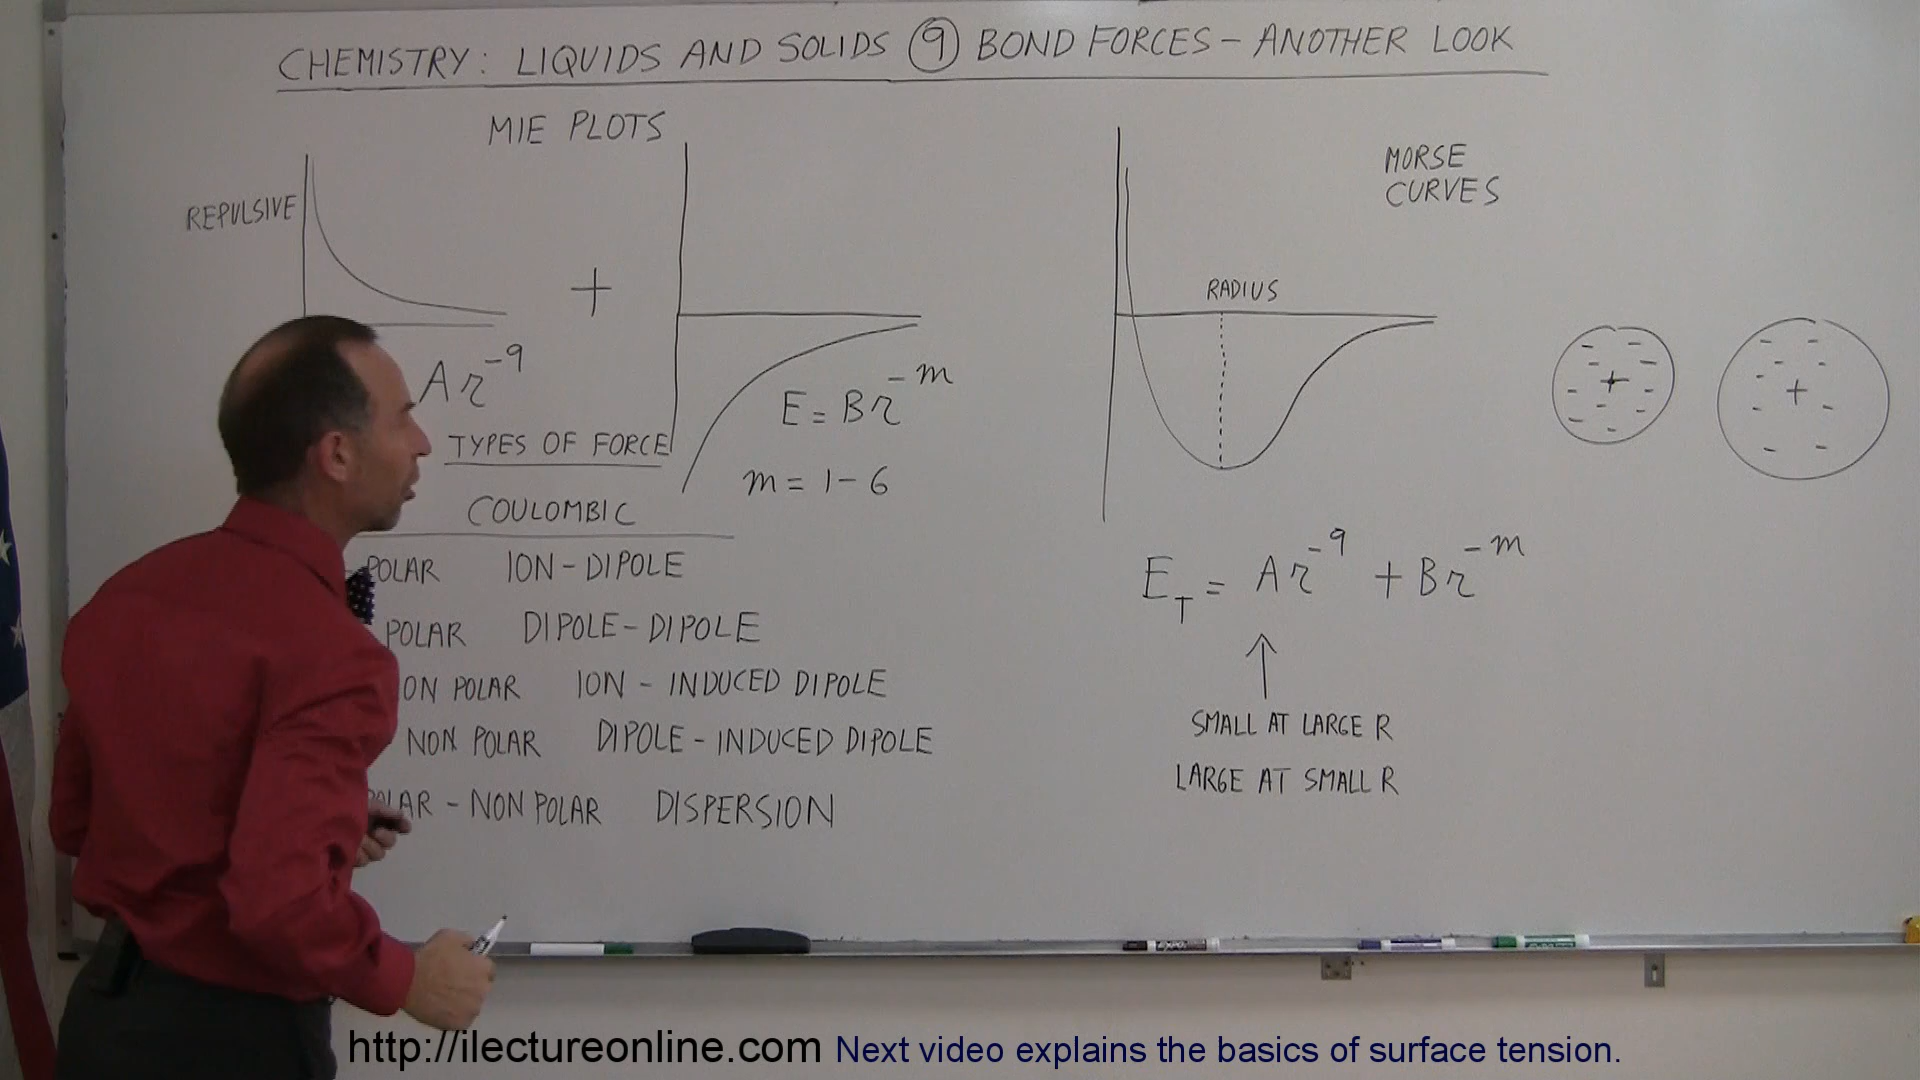 CHEMISTRY: LIQUIDS AND SOLIDS ⑨ BOND FORCES - ANOTHER LOOK
MIE PLOTS
REPULSIVE
+
Ar⁻⁹
E = Br⁻ᵐ
m = 1-6
TYPES OF FORCE
COULOMBIC
POLAR ION-DIPOLE
POLAR DIPOLE-DIPOLE
ON POLAR ION - INDUCED DIPOLE
NON POLAR DIPOLE - INDUCED DIPOLE
OLAR - NON POLAR DISPERSION
MORSE
CURVES
RADIUS
E_T = Ar⁻⁹ + Br⁻ᵐ
SMALL AT LARGE R
LARGE AT SMALL R
+ +
EXPO
http://ilectureonline.com Next video explains the basics of surface tension.